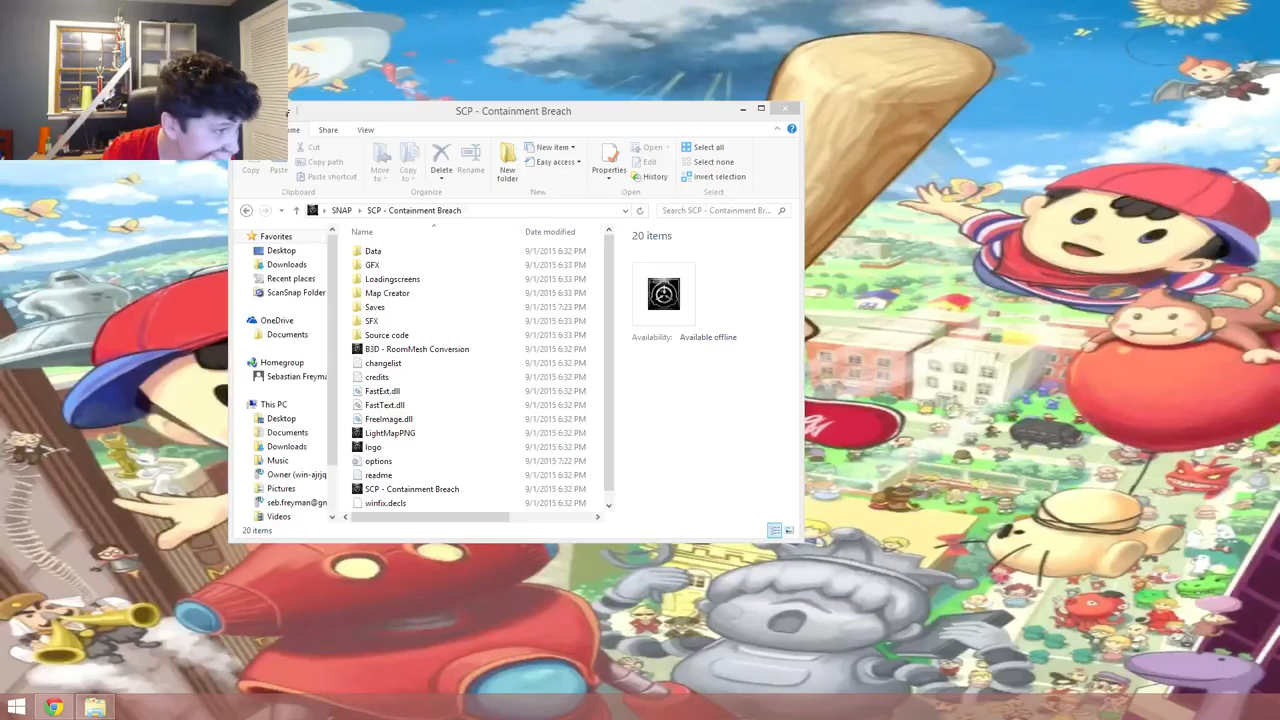 SCP - Containment Breach
Share View
Cut
Copy path
Paste shortcut
Copy Paste
Clipboard
Move to Copy to Delete Rename
Organize
New folder
New item
Easy access
New
Properties
Open
Edit
History
Open
Select all
Select none
Invert selection
Select
SNAP SCP - Containment Breach
Search SCP - Containment Br...
Favorites
Desktop
Downloads
Recent places
ScanSnap Folder
OneDrive
Documents
Homegroup
Sebastian Freyma
This PC
Desktop
Documents
Downloads
Music
Owner (win-ajrjq
Pictures
seb.freyman@gn
Videos
Name Date modified
Data 9/1/2015 6:32 PM
GFX 9/1/2015 6:33 PM
Loadingscreens 9/1/2015 6:33 PM
Map Creator 9/1/2015 6:33 PM
Saves 9/1/2015 7:23 PM
SFX 9/1/2015 6:33 PM
Source code 9/1/2015 6:33 PM
B3D - RoomMesh Conversion 9/1/2015 6:32 PM
changelist 9/1/2015 6:32 PM
credits 9/1/2015 6:32 PM
FastExt.dll 9/1/2015 6:32 PM
FastText.dll 9/1/2015 6:32 PM
FreeImage.dll 9/1/2015 6:32 PM
LightMapPNG 9/1/2015 6:32 PM
logo 9/1/2015 6:32 PM
options 9/1/2015 7:22 PM
readme 9/1/2015 6:32 PM
SCP - Containment Breach 9/1/2015 6:32 PM
winfix.decls 9/1/2015 6:32 PM
20 items
Availability: Available offline
20 items